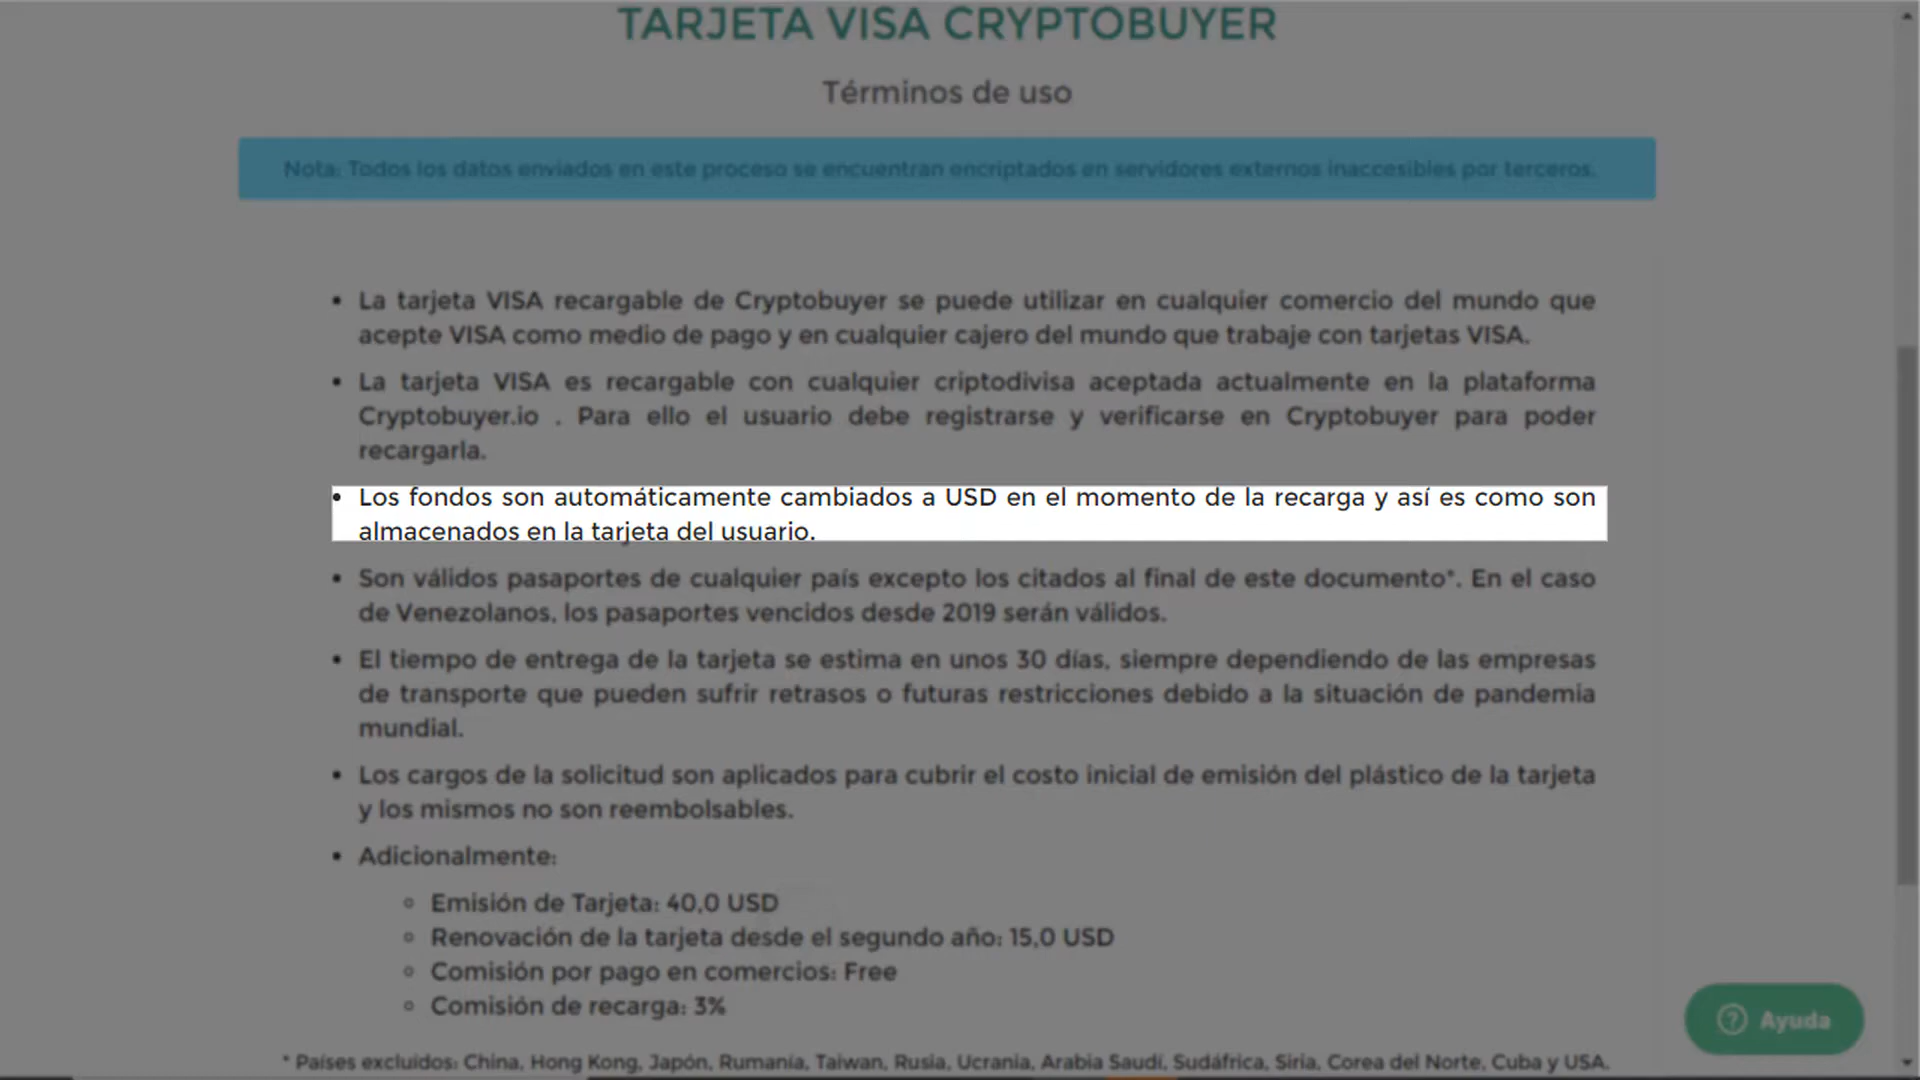 TARJETA VISA CRYPTOBUYER
Términos de uso
Nota: Todos los datos enviados en este proceso se encuentran encriptados en servidores externos inaccesibles por terceros.
• La tarjeta VISA recargable de Cryptobuyer se puede utilizar en cualquier comercio del mundo que
acepte VISA como medio de pago y en cualquier cajero del mundo que trabaje con tarjetas VISA.
• La tarjeta VISA es recargable con cualquier criptodivisa aceptada actualmente en la plataforma
Cryptobuyer.io . Para ello el usuario debe registrarse y verificarse en Cryptobuyer para poder
recargarla.
• Los fondos son automáticamente cambiados a USD en el momento de la recarga y así es como son
almacenados en la tarjeta del usuario.
• Son válidos pasaportes de cualquier país excepto los citados al final de este documento*. En el caso
de Venezolanos, los pasaportes vencidos desde 2019 serán válidos.
• El tiempo de entrega de la tarjeta se estima en unos 30 días, siempre dependiendo de las empresas
de transporte que pueden sufrir retrasos o futuras restricciones debido a la situación de pandemia
mundial.
• Los cargos de la solicitud son aplicados para cubrir el costo inicial de emisión del plástico de la tarjeta
y los mismos no son reembolsables.
• Adicionalmente:
◦ Emisión de Tarjeta: 40,0 USD
◦ Renovación de la tarjeta desde el segundo año: 15,0 USD
◦ Comisión por pago en comercios: Free
◦ Comisión de recarga: 3%
? Ayuda
* Países excluidos: China, Hong Kong, Japón, Rumanía, Taiwan, Rusia, Ucrania, Arabia Saudí, Sudáfrica, Siria, Corea del Norte, Cuba y USA.